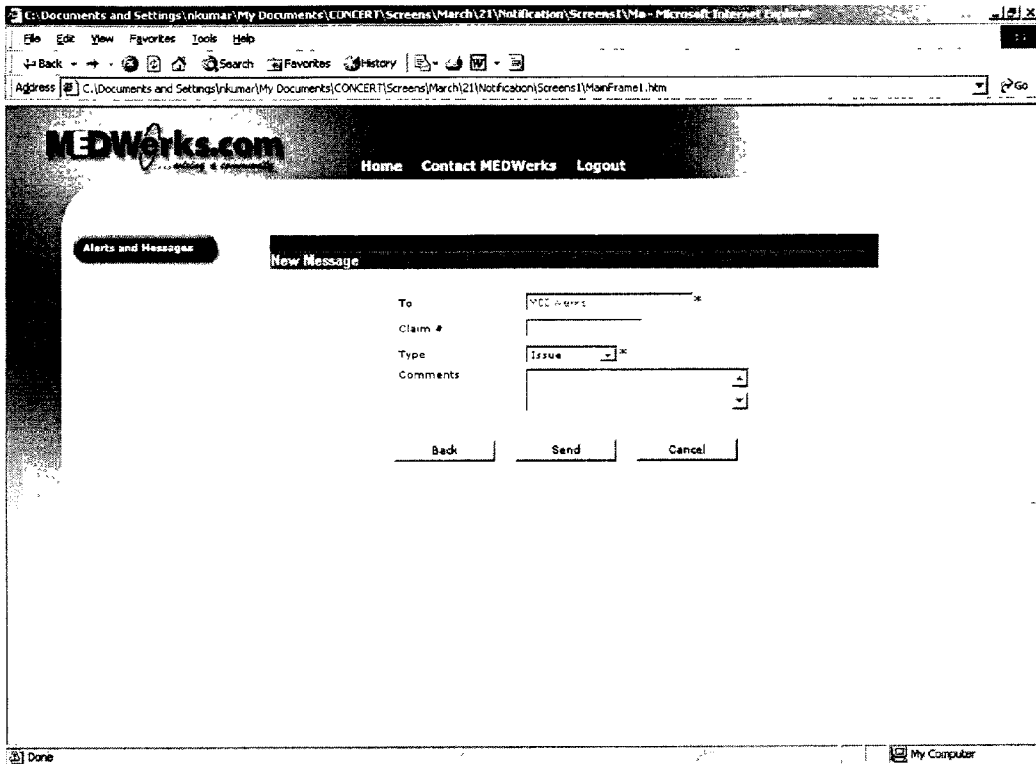 C:\Documents and Settings\nkumar\My Documents\CONCERT\Screens\March\21\Notification\Screens1\Ma - Microsoft Internet Explorer
File Edit View Favorites Tools Help
Back Search Favorites History
Address C:\Documents and Settings\nkumar\My Documents\CONCERT\Screens\March\21\Notification\Screens1\MainFrame1.htm Go
MEDWerks.com
Home Contact MEDWerks Logout
Alerts and Messages
New Message
To *
Claim #
Type Issue *
Comments
Back Send Cancel
Done My Computer